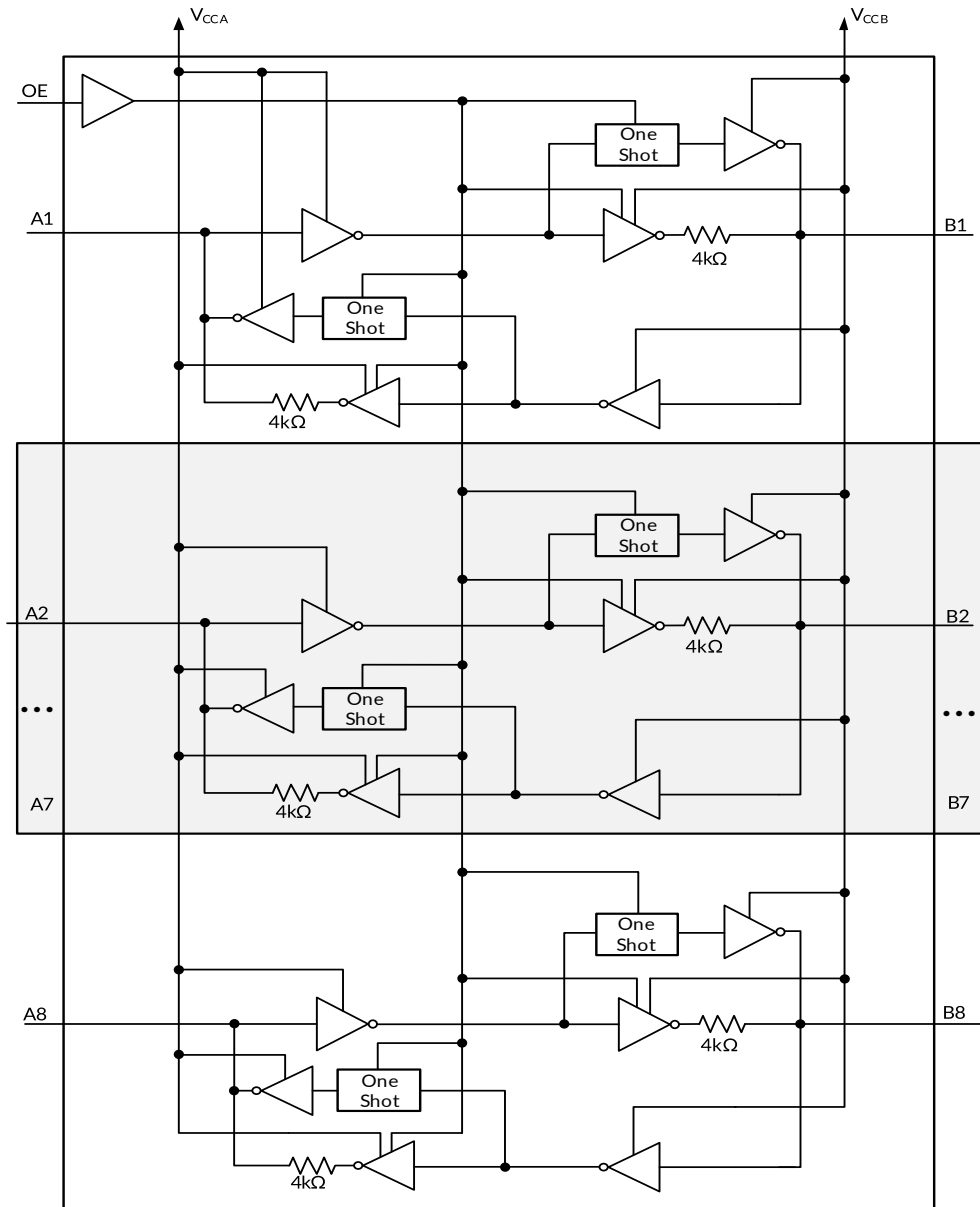 VCCA
VCCB
OE
One
Shot
A1
B1
4kΩ
One
Shot
4kΩ
One
Shot
A2
B2
4kΩ
One
Shot
...
...
4kΩ
A7
B7
One
Shot
A8
B8
4kΩ
One
Shot
4kΩ